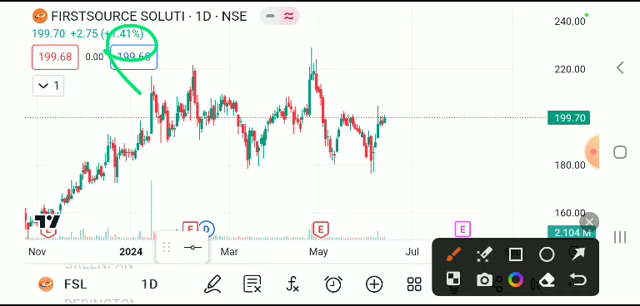 FIRSTSOURCE SOLUTI · 1D · NSE
199.70 +2.75 (+1.41%)
199.68 0.00 199.68
1
240.00
220.00
199.70
180.00
160.00
2.104 M
E E D E E
Nov 2024 Mar May Jul
FSL 1D